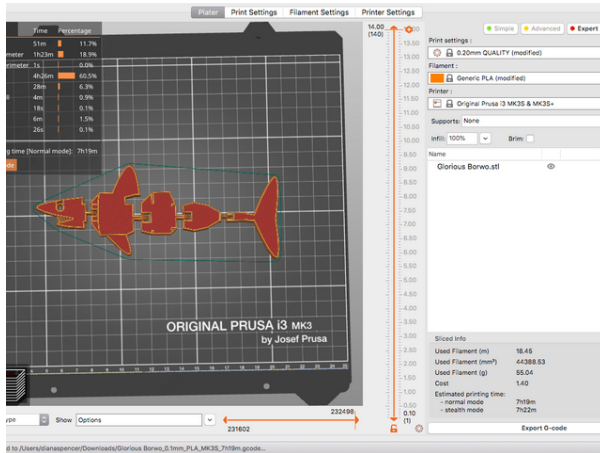 Plater Print Settings Filament Settings Printer Settings
Time Percentage
51m 11.7%
1h23m 18.9%
1s 0.0%
4h26m 60.5%
28m 6.3%
4m 0.9%
18s 0.1%
6m 1.5%
26s 0.1%
g time [Normal mode]: 7h19m
ORIGINAL PRUSA i3 MK3
by Josef Prusa
14.00
(140)
13.50
13.00
12.50
12.00
11.50
11.00
10.50
10.00
9.50
9.00
8.50
8.00
7.50
7.00
6.50
6.00
5.50
5.00
4.50
4.00
3.50
3.00
2.50
2.00
1.50
1.00
0.50
0.10
(1)
Show Options
232498
231602
Simple Advanced Expert
Print settings :
0.20mm QUALITY (modified)
Filament :
Generic PLA (modified)
Printer :
Original Prusa i3 MK3S & MK3S+
Supports: None
Infill: 100% Brim:
Name
Glorious Borwo.stl
Sliced Info
Used Filament (m) 18.45
Used Filament (mm³) 44388.53
Used Filament (g) 55.04
Cost 1.40
Estimated printing time:
- normal mode 7h19m
- stealth mode 7h22m
Export G-code
d to /Users/dianaspencer/Downloads/Glorious Borwo_0.1mm_PLA_MK3S_7h19m.gcode...